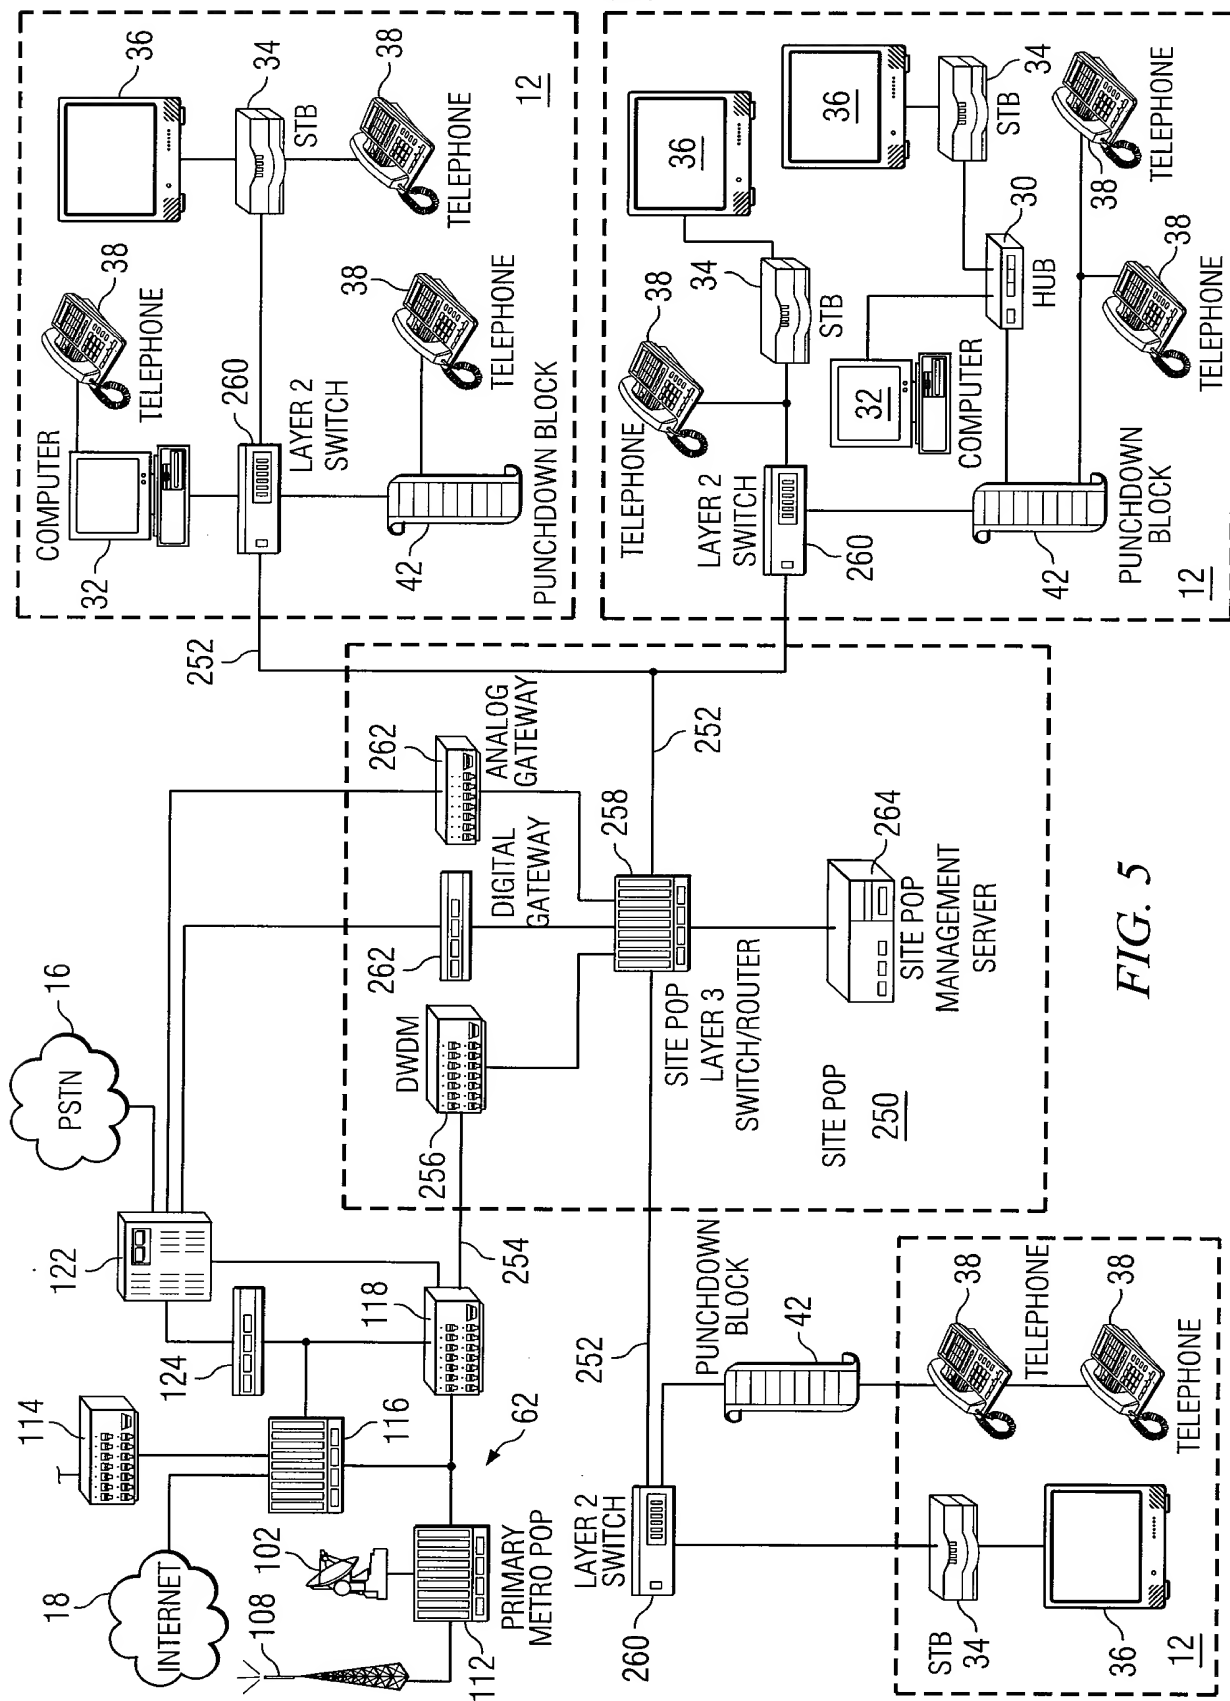 18
INTERNET
108
102
112
PRIMARY
METRO POP
114
116
62
124
118
122
16
PSTN
254
256
DWDM
262
DIGITAL
GATEWAY
262
ANALOG
GATEWAY
258
SITE POP
LAYER 3
SWITCH/ROUTER
264
SITE POP
MANAGEMENT
SERVER
SITE POP
250
252
252
252
32
COMPUTER
38
TELEPHONE
36
34
STB
260
LAYER 2
SWITCH
38
TELEPHONE
42
38
TELEPHONE
PUNCHDOWN BLOCK
12
TELEPHONE
38
36
34
STB
LAYER 2
SWITCH
260
36
34
STB
32
COMPUTER
30
HUB
42
PUNCHDOWN
BLOCK
38
TELEPHONE
38
TELEPHONE
12
LAYER 2
SWITCH
260
PUNCHDOWN
BLOCK
42
STB
34
36
38
TELEPHONE
38
TELEPHONE
12
FIG. 5